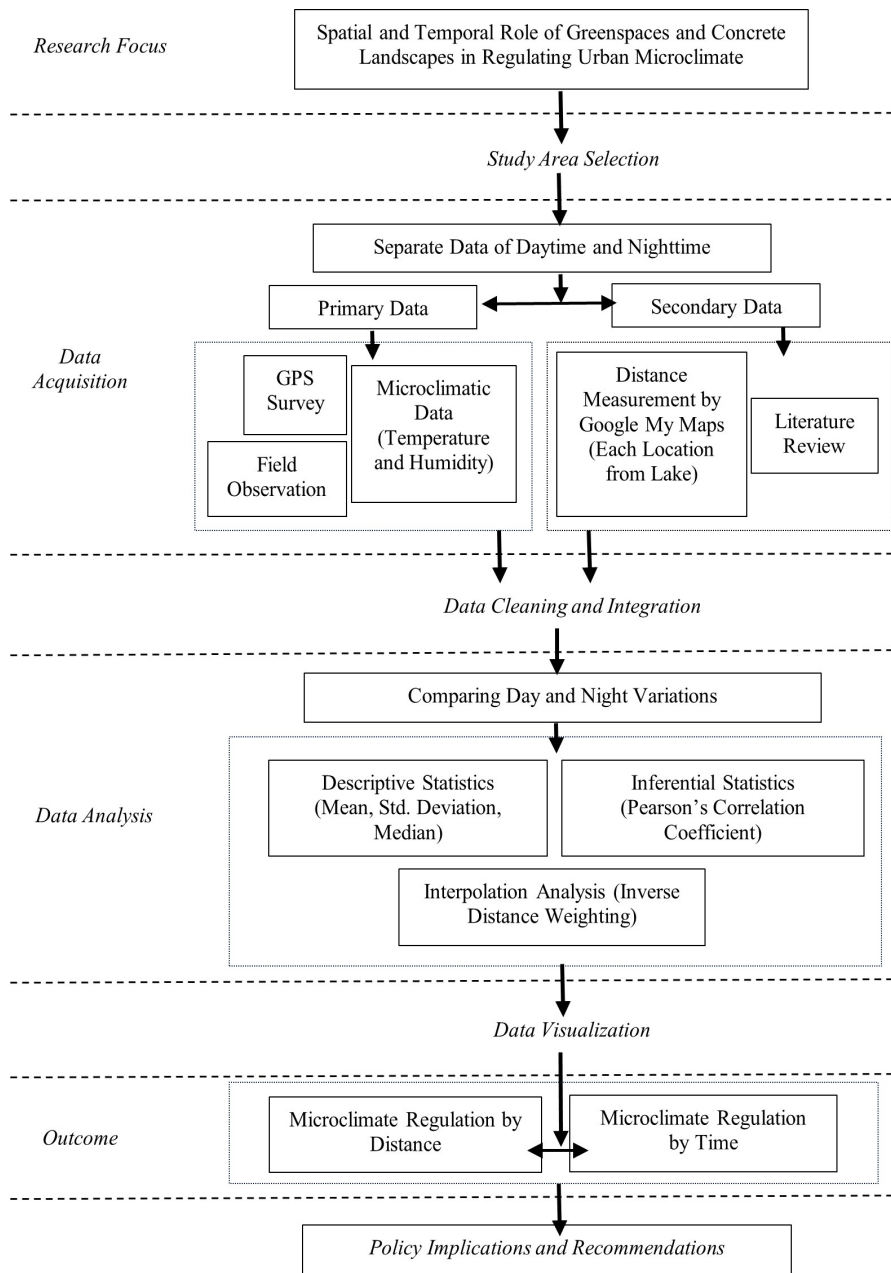 Research Focus
Spatial and Temporal Role of Greenspaces and Concrete
Landscapes in Regulating Urban Microclimate
Study Area Selection
Separate Data of Daytime and Nighttime
Primary Data
Secondary Data
Data
Acquisition
GPS
Survey
Field
Observation
Microclimatic
Data
(Temperature
and Humidity)
Distance
Measurement by
Google My Maps
(Each Location
from Lake)
Literature
Review
Data Cleaning and Integration
Comparing Day and Night Variations
Data Analysis
Descriptive Statistics
(Mean, Std. Deviation,
Median)
Inferential Statistics
(Pearson’s Correlation
Coefficient)
Interpolation Analysis (Inverse
Distance Weighting)
Data Visualization
Outcome
Microclimate Regulation by
Distance
Microclimate Regulation
by Time
Policy Implications and Recommendations